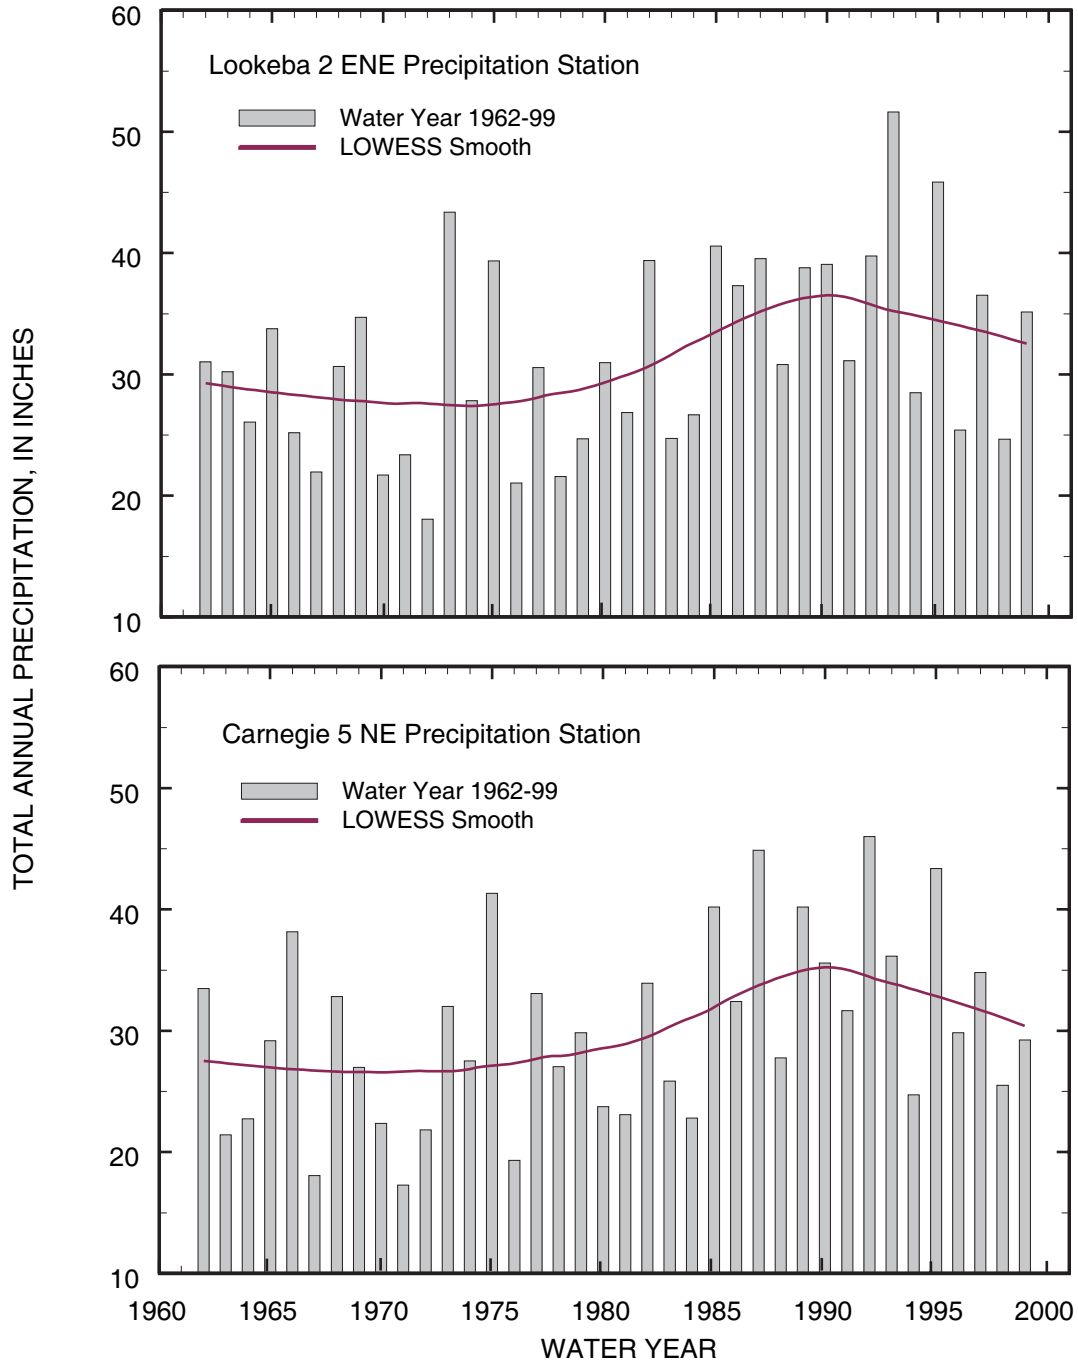 TOTAL ANNUAL PRECIPITATION, IN INCHES
60
Lookeba 2 ENE Precipitation Station
Water Year 1962-99
LOWESS Smooth
50
40
30
20
10
60
Carnegie 5 NE Precipitation Station
Water Year 1962-99
LOWESS Smooth
50
40
30
20
10
1960 1965 1970 1975 1980 1985 1990 1995 2000
WATER YEAR